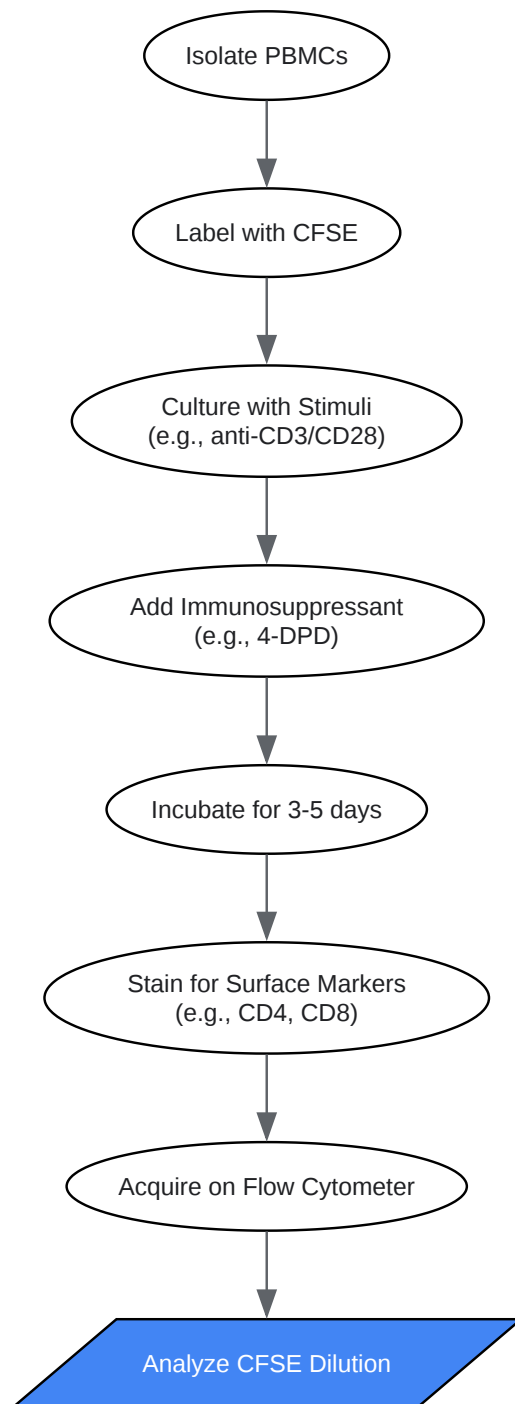 Isolate PBMCs
Label with CFSE
Culture with Stimuli
(e.g., anti-CD3/CD28)
Add Immunosuppressant
(e.g., 4-DPD)
Incubate for 3-5 days
Stain for Surface Markers
(e.g., CD4, CD8)
Acquire on Flow Cytometer
Analyze CFSE Dilution